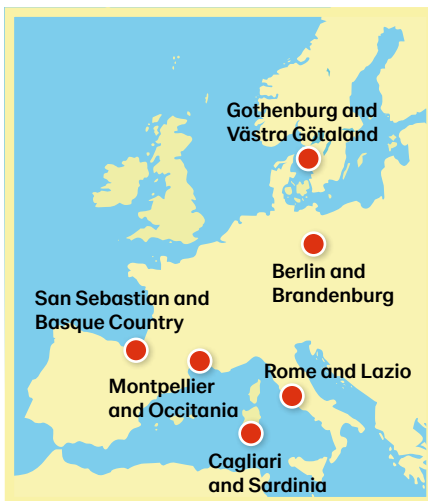 Gothenburg and
Västra Götaland
Berlin and
Brandenburg
San Sebastian and
Basque Country
Montpellier
and Occitania
Rome and Lazio
Cagliari
and Sardinia